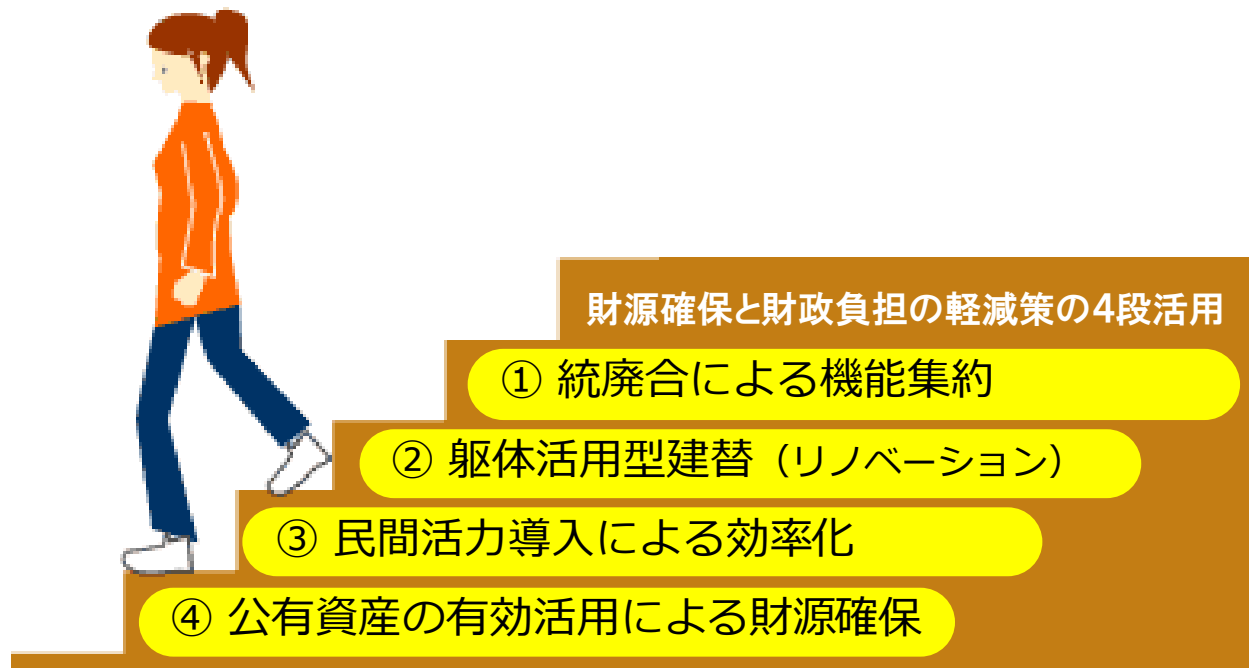 財源確保と財政負担の軽減策の4段活用
① 統廃合による機能集約
② 躯体活用型建替（リノベーション）
③ 民間活力導入による効率化
④ 公有資産の有効活用による財源確保